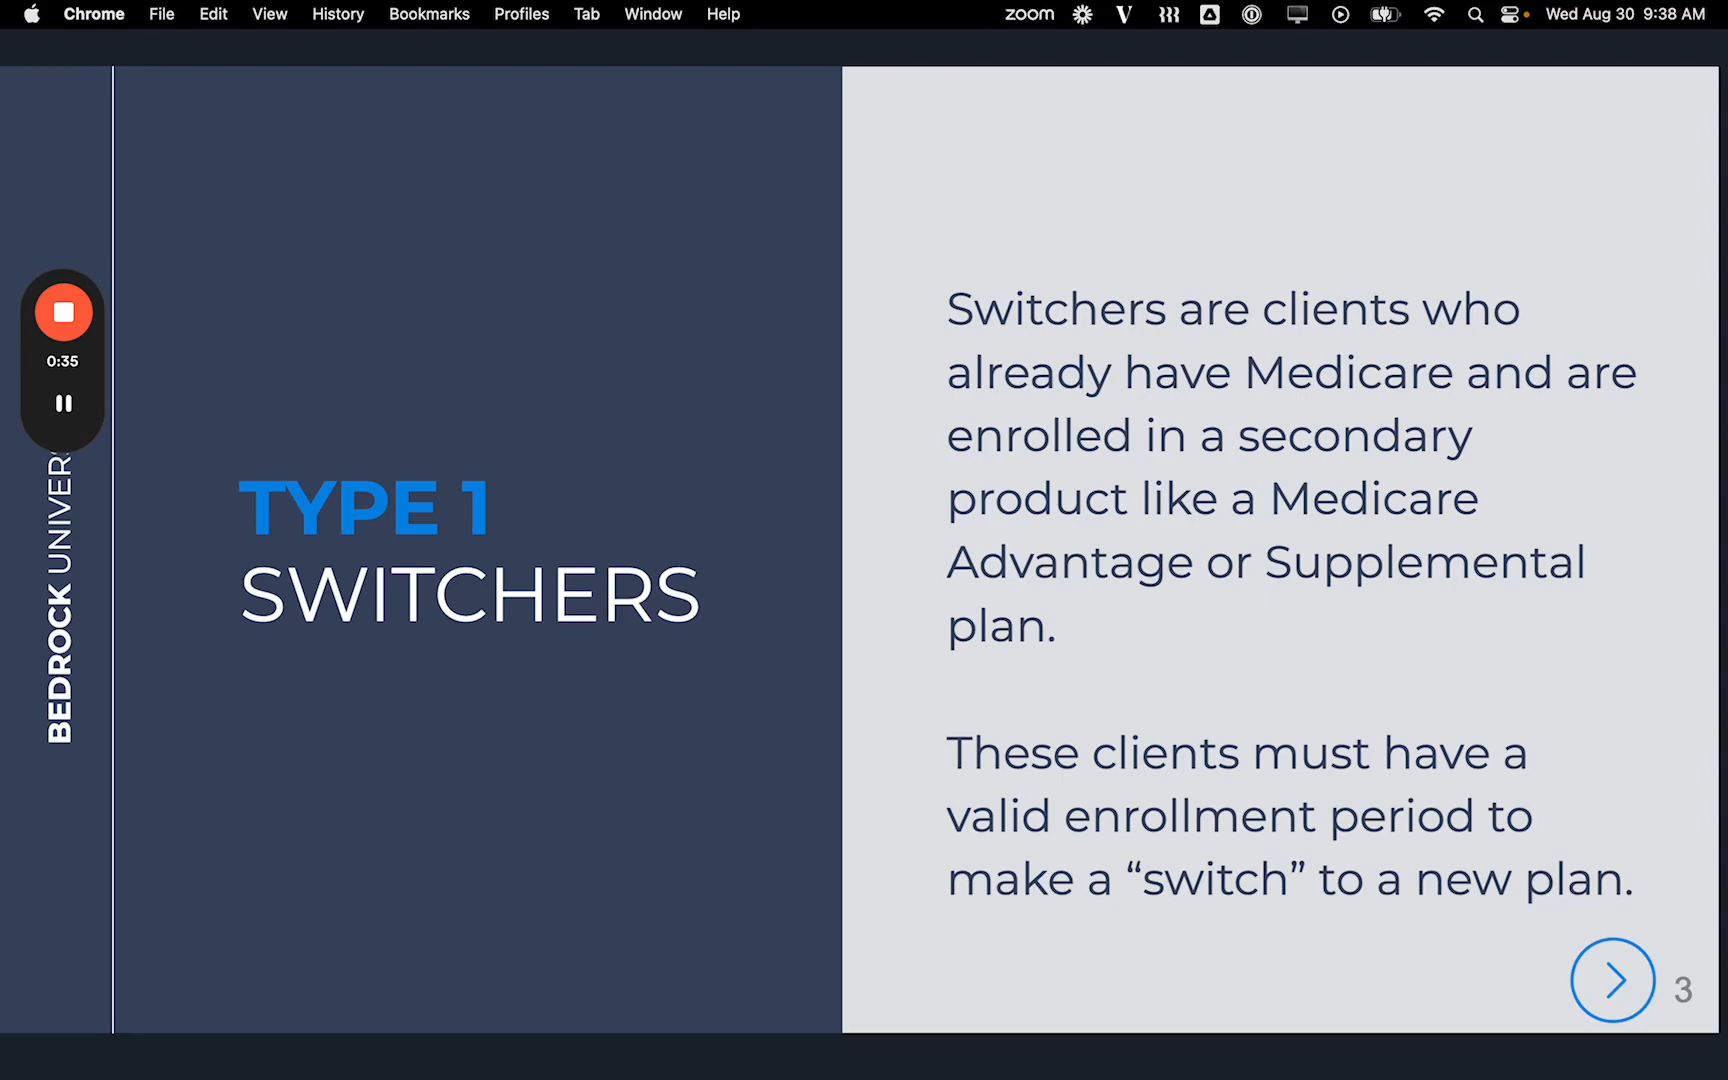 Chrome File Edit View History Bookmarks Profiles Tab Window Help zoom Wed Aug 30 9:38 AM
0:35
BEDROCK UNIVER
TYPE 1
SWITCHERS
Switchers are clients who
already have Medicare and are
enrolled in a secondary
product like a Medicare
Advantage or Supplemental
plan.
These clients must have a
valid enrollment period to
make a “switch” to a new plan.
3